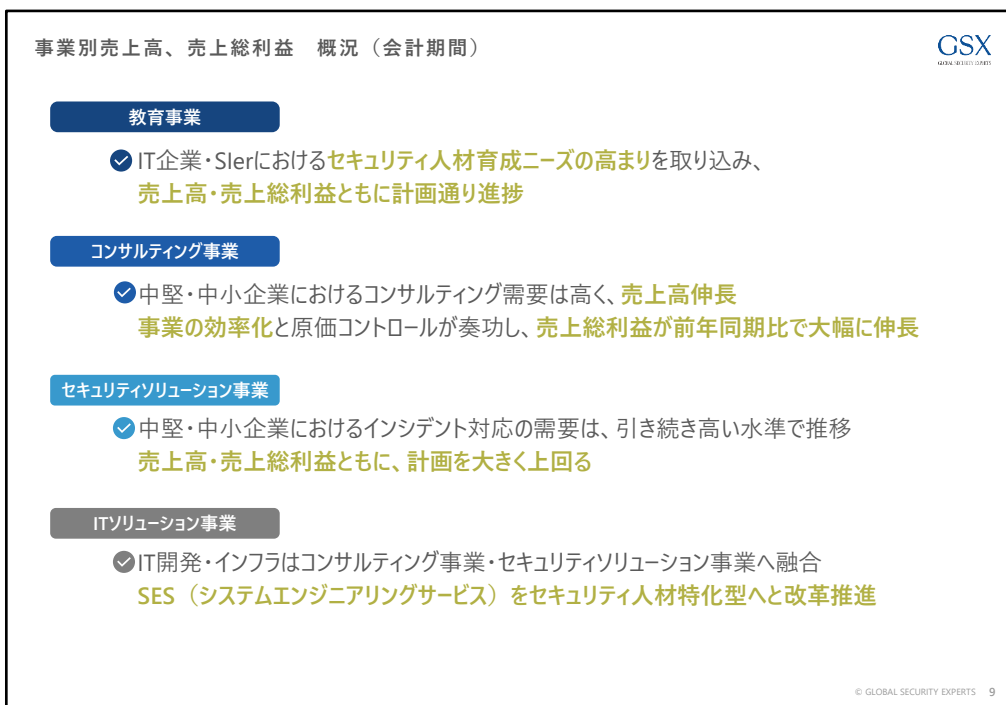 事業別売上高、売上総利益 概況（会計期間）
GSX
GLOBAL SECURITY EXPERTS
教育事業
IT企業・SIerにおけるセキュリティ人材育成ニーズの高まりを取り込み、
売上高・売上総利益ともに計画通り進捗
コンサルティング事業
中堅・中小企業におけるコンサルティング需要は高く、売上高伸長
事業の効率化と原価コントロールが奏功し、売上総利益が前年同期比で大幅に伸長
セキュリティソリューション事業
中堅・中小企業におけるインシデント対応の需要は、引き続き高い水準で推移
売上高・売上総利益ともに、計画を大きく上回る
ITソリューション事業
IT開発・インフラはコンサルティング事業・セキュリティソリューション事業へ融合
SES（システムエンジニアリングサービス）をセキュリティ人材特化型へと改革推進
© GLOBAL SECURITY EXPERTS 9